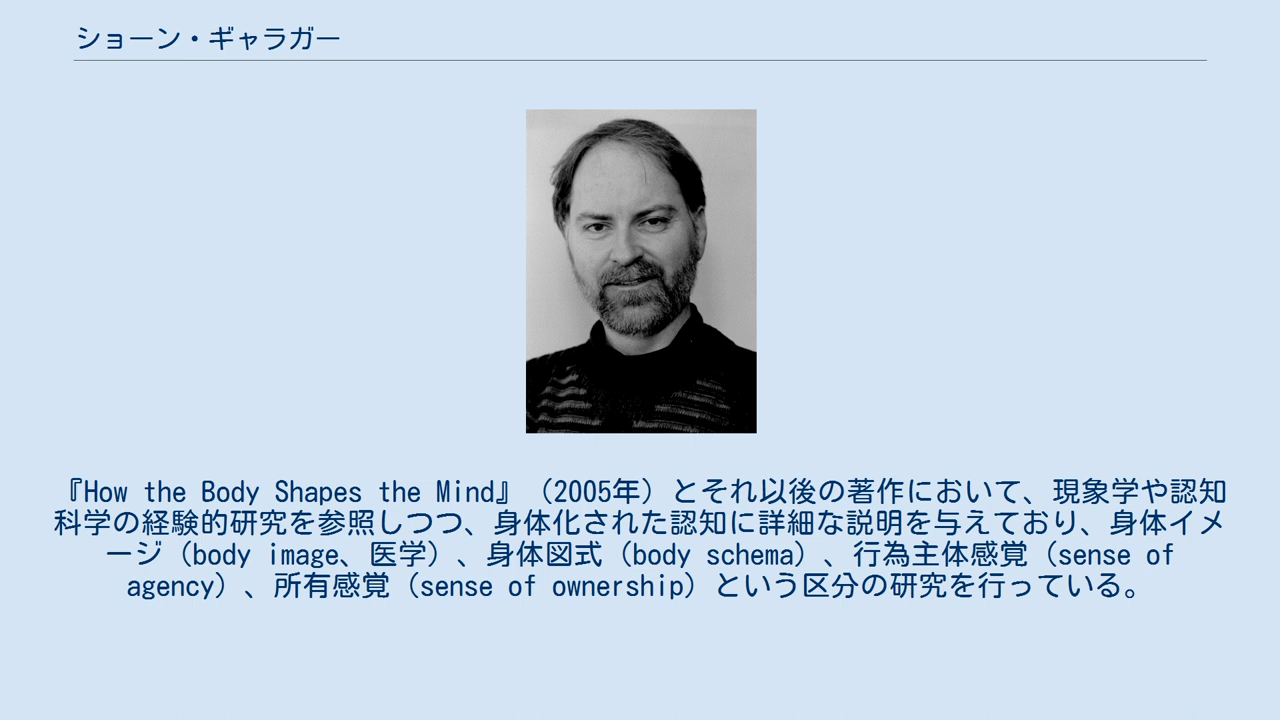 ショーン・ギャラガー
『How the Body Shapes the Mind』（2005年）とそれ以後の著作において、現象学や認知
科学の経験的研究を参照しつつ、身体化された認知に詳細な説明を与えており、身体イメ
ージ（body image、医学）、身体図式（body schema）、行為主体感覚（sense of
agency）、所有感覚（sense of ownership）という区分の研究を行っている。